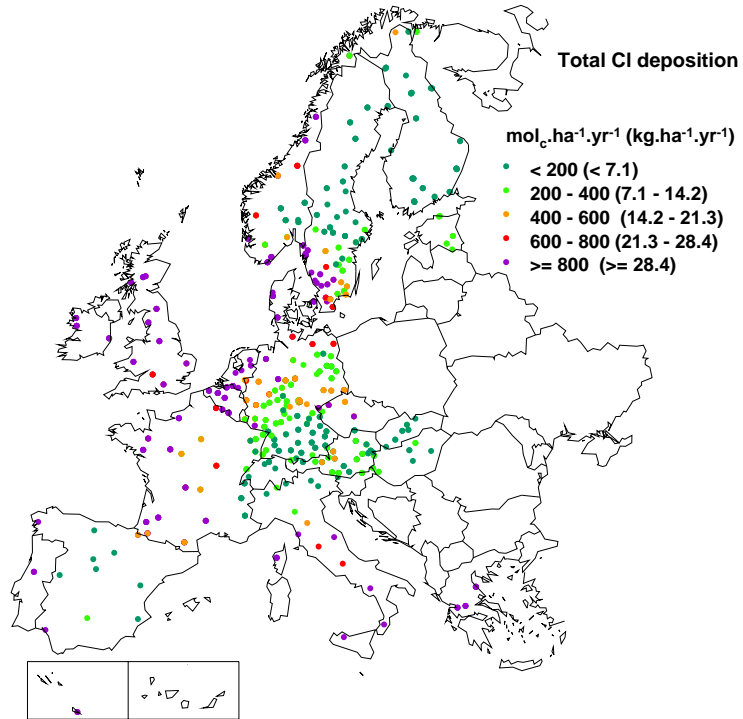 Total Cl deposition
mol_c.ha⁻¹.yr⁻¹ (kg.ha⁻¹.yr⁻¹)
< 200 (< 7.1)
200 - 400 (7.1 - 14.2)
400 - 600 (14.2 - 21.3)
600 - 800 (21.3 - 28.4)
>= 800 (>= 28.4)